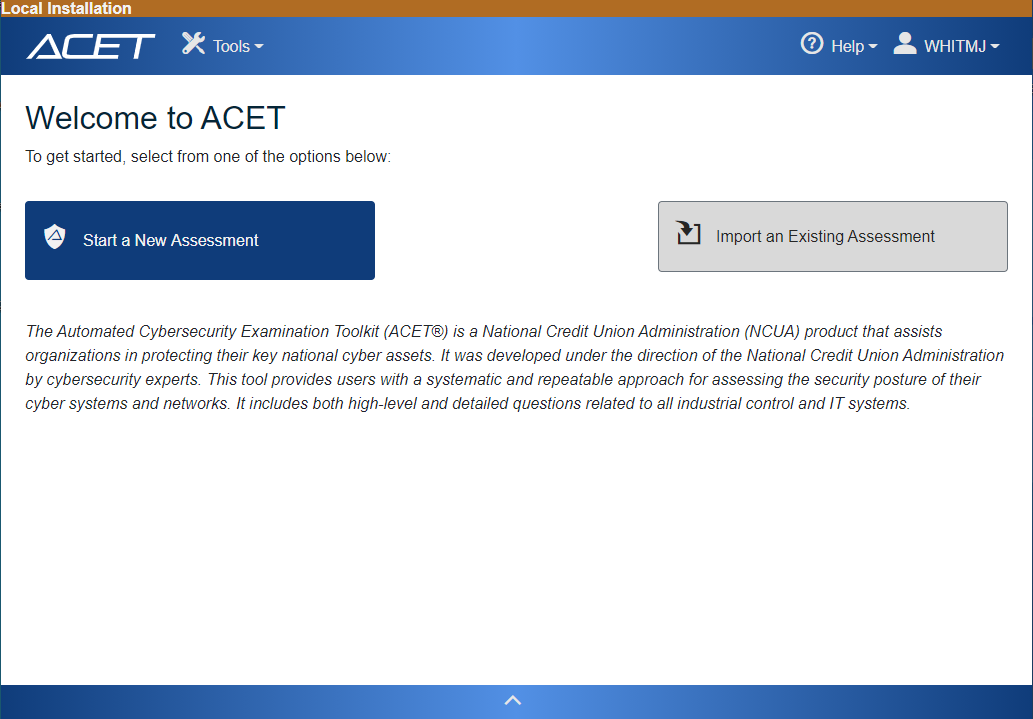 Local Installation
ACET Tools Help WHITMJ
Welcome to ACET
To get started, select from one of the options below:
Start a New Assessment
Import an Existing Assessment
The Automated Cybersecurity Examination Toolkit (ACET®) is a National Credit Union Administration (NCUA) product that assists
organizations in protecting their key national cyber assets. It was developed under the direction of the National Credit Union Administration
by cybersecurity experts. This tool provides users with a systematic and repeatable approach for assessing the security posture of their
cyber systems and networks. It includes both high-level and detailed questions related to all industrial control and IT systems.